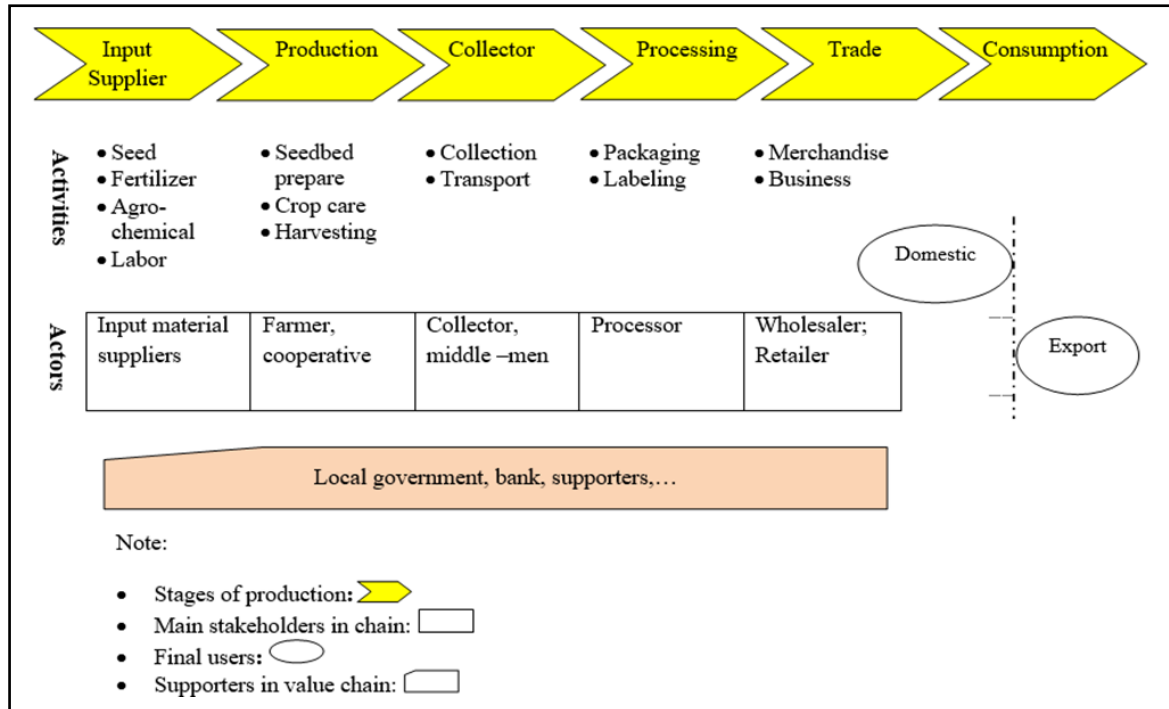 Input
Supplier
Production
Collector
Processing
Trade
Consumption
Activities
• Seed
• Fertilizer
• Agro-
chemical
• Labor
• Seedbed
prepare
• Crop care
• Harvesting
• Collection
• Transport
• Packaging
• Labeling
• Merchandise
• Business
Domestic
Export
Actors
Input material
suppliers
Farmer,
cooperative
Collector,
middle –men
Processor
Wholesaler;
Retailer
Local government, bank, supporters,…
Note:
• Stages of production:
• Main stakeholders in chain:
• Final users:
• Supporters in value chain: